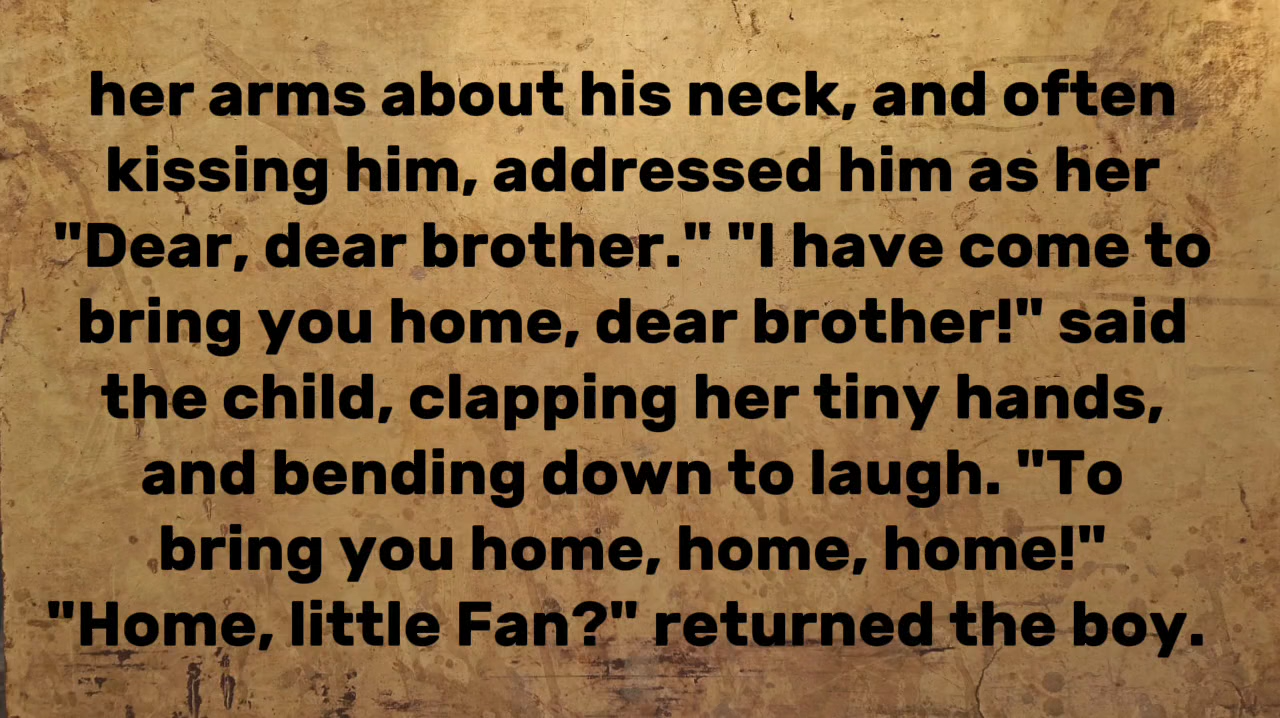 her arms about his neck, and often
kissing him, addressed him as her
"Dear, dear brother." "I have come to
bring you home, dear brother!" said
the child, clapping her tiny hands,
and bending down to laugh. "To
bring you home, home, home!"
"Home, little Fan?" returned the boy.